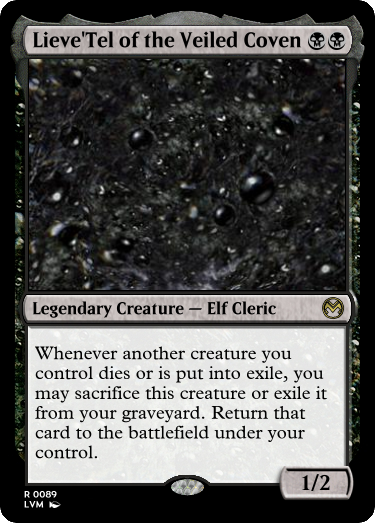 Lieve'Tel of the Veiled Coven
Legendary Creature — Elf Cleric
Whenever another creature you
control dies or is put into exile, you
may sacrifice this creature or exile it
from your graveyard. Return that
card to the battlefield under your
control.
1/2
R 0089
LVM